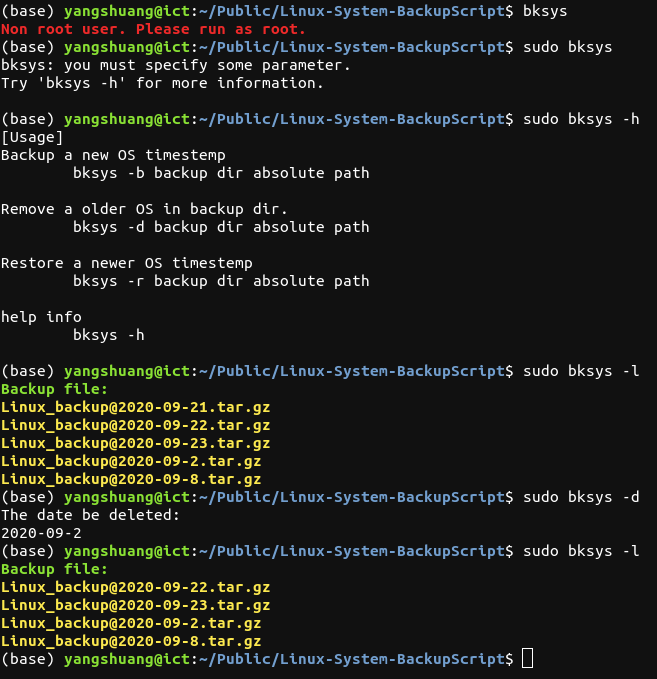 (base) yangshuang@ict:~/Public/Linux-System-BackupScript$ bksys
Non root user. Please run as root.
(base) yangshuang@ict:~/Public/Linux-System-BackupScript$ sudo bksys
bksys: you must specify some parameter.
Try 'bksys -h' for more information.
(base) yangshuang@ict:~/Public/Linux-System-BackupScript$ sudo bksys -h
[Usage]
Backup a new OS timestemp
bksys -b backup dir absolute path
Remove a older OS in backup dir.
bksys -d backup dir absolute path
Restore a newer OS timestemp
bksys -r backup dir absolute path
help info
bksys -h
(base) yangshuang@ict:~/Public/Linux-System-BackupScript$ sudo bksys -l
Backup file:
Linux_backup@2020-09-21.tar.gz
Linux_backup@2020-09-22.tar.gz
Linux_backup@2020-09-23.tar.gz
Linux_backup@2020-09-2.tar.gz
Linux_backup@2020-09-8.tar.gz
(base) yangshuang@ict:~/Public/Linux-System-BackupScript$ sudo bksys -d
The date be deleted:
2020-09-2
(base) yangshuang@ict:~/Public/Linux-System-BackupScript$ sudo bksys -l
Backup file:
Linux_backup@2020-09-22.tar.gz
Linux_backup@2020-09-23.tar.gz
Linux_backup@2020-09-2.tar.gz
Linux_backup@2020-09-8.tar.gz
(base) yangshuang@ict:~/Public/Linux-System-BackupScript$